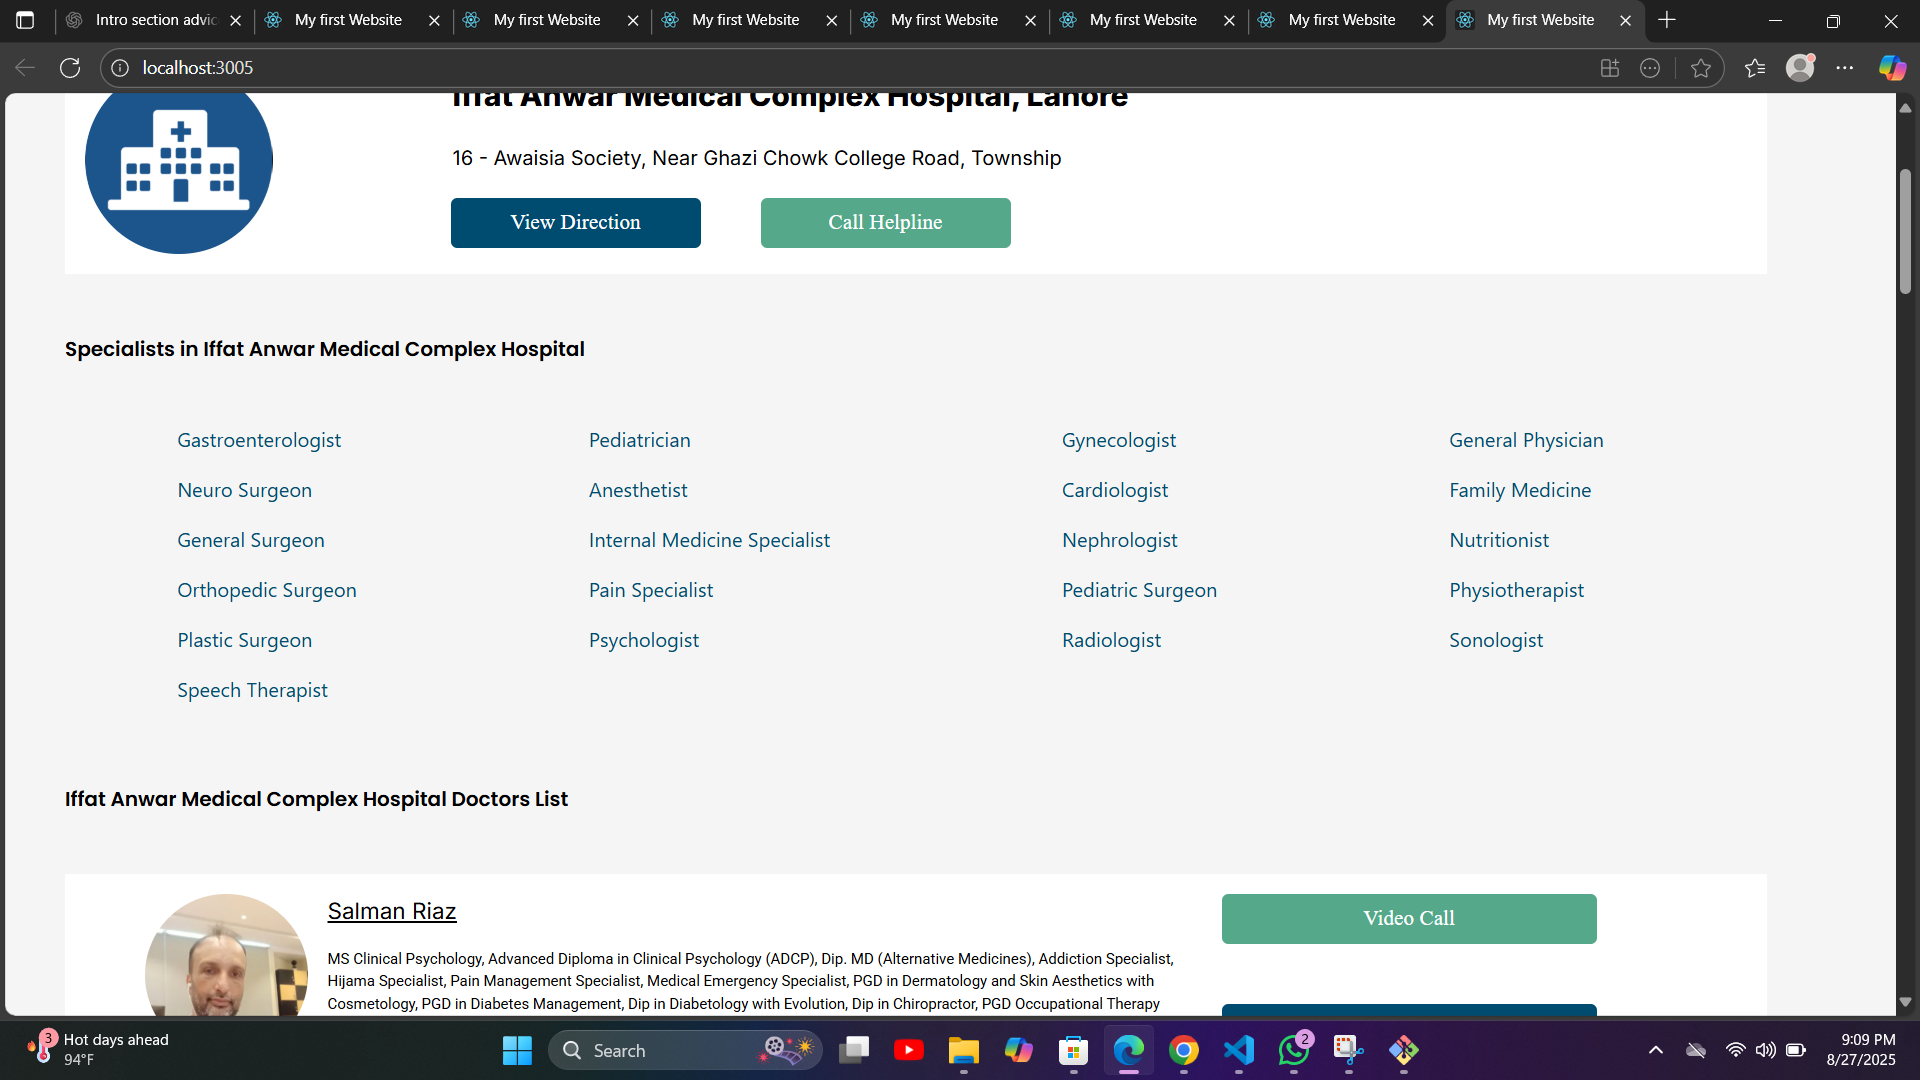 Intro section advic
My first Website
My first Website
My first Website
My first Website
My first Website
My first Website
My first Website
localhost:3005
Iffat Anwar Medical Complex Hospital, Lahore
16 - Awaisia Society, Near Ghazi Chowk College Road, Township
View Direction
Call Helpline
Specialists in Iffat Anwar Medical Complex Hospital
Gastroenterologist
Pediatrician
Gynecologist
General Physician
Neuro Surgeon
Anesthetist
Cardiologist
Family Medicine
General Surgeon
Internal Medicine Specialist
Nephrologist
Nutritionist
Orthopedic Surgeon
Pain Specialist
Pediatric Surgeon
Physiotherapist
Plastic Surgeon
Psychologist
Radiologist
Sonologist
Speech Therapist
Iffat Anwar Medical Complex Hospital Doctors List
Salman Riaz
MS Clinical Psychology, Advanced Diploma in Clinical Psychology (ADCP), Dip. MD (Alternative Medicines), Addiction Specialist,
Hijama Specialist, Pain Management Specialist, Medical Emergency Specialist, PGD in Dermatology and Skin Aesthetics with
Cosmetology, PGD in Diabetes Management, Dip in Diabetology with Evolution, Dip in Chiropractor, PGD Occupational Therapy
Video Call
3
Hot days ahead
94°F
Search
2
9:09 PM
8/27/2025